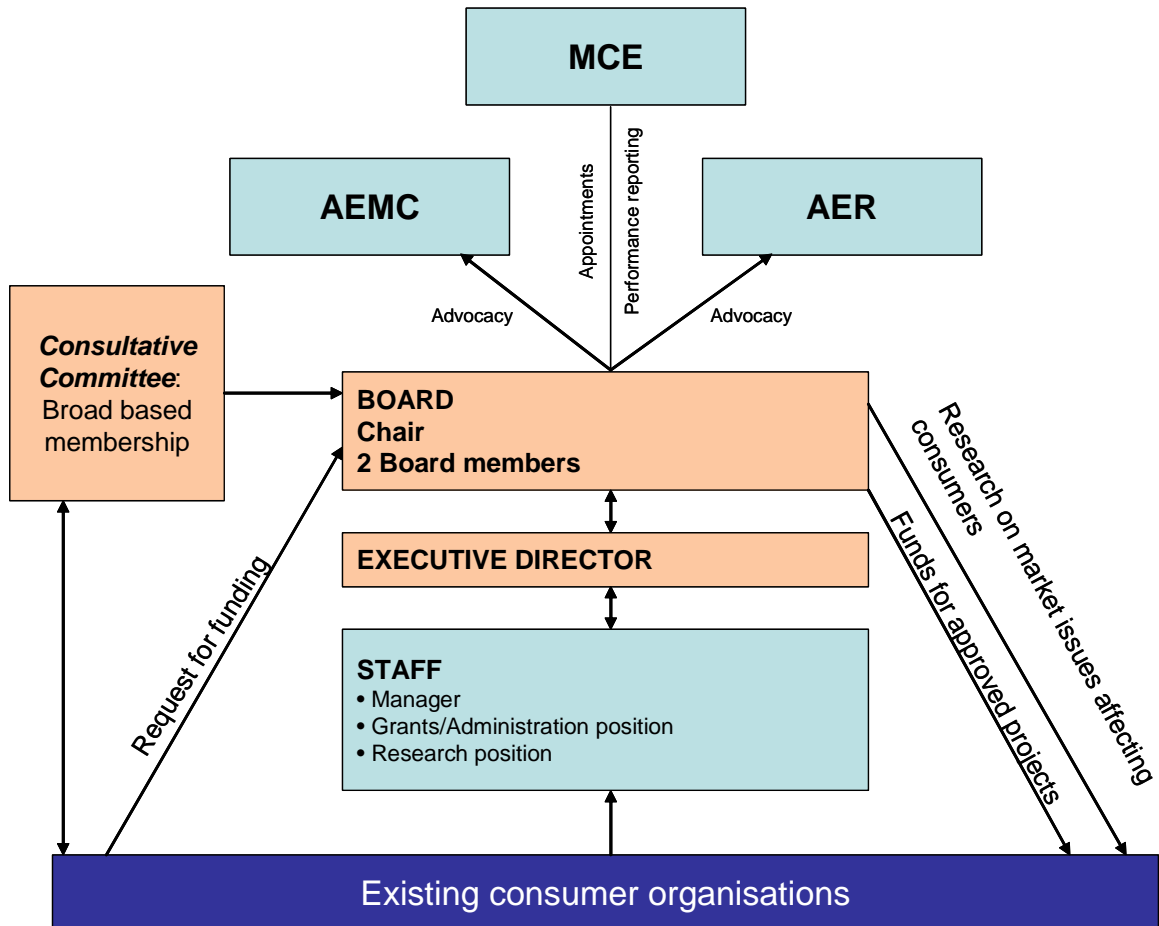 MCE
Appointments
Performance reporting
AEMC
AER
Advocacy
Advocacy
Consultative
Committee:
Broad based
membership
BOARD
Chair
2 Board members
Research on market issues affecting
consumers
EXECUTIVE DIRECTOR
Request for funding
Funds for approved projects
STAFF
• Manager
• Grants/Administration position
• Research position
Existing consumer organisations